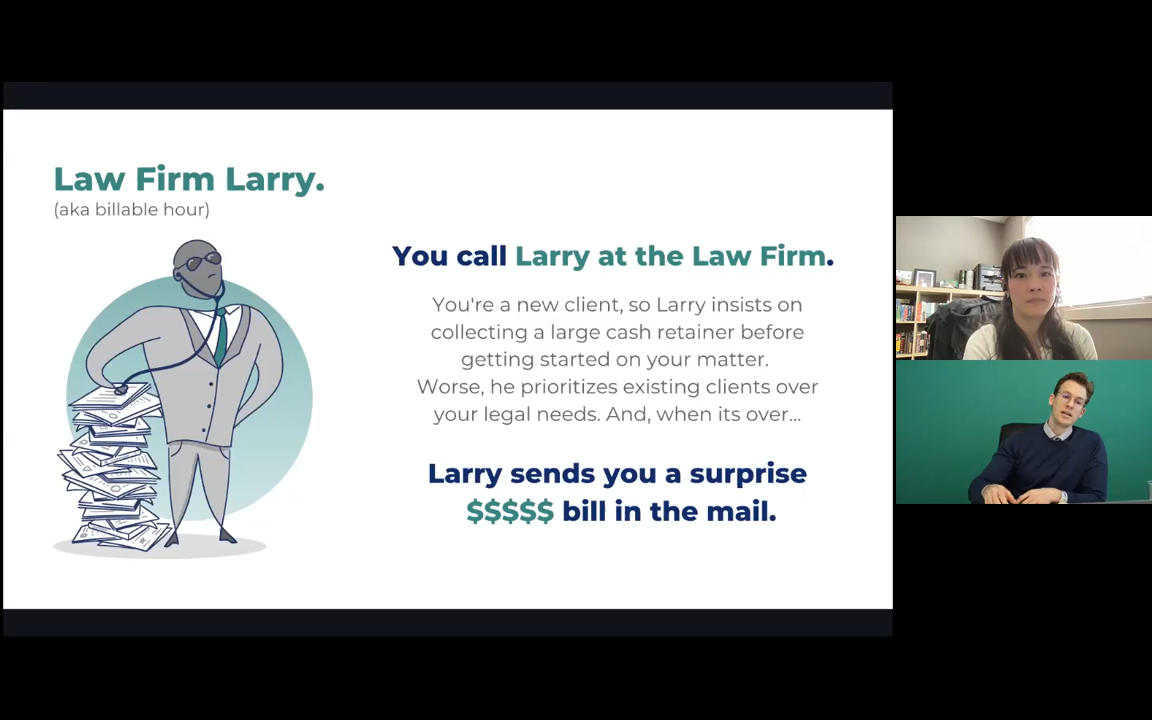 Law Firm Larry.
(aka billable hour)
You call Larry at the Law Firm.
You're a new client, so Larry insists on
collecting a large cash retainer before
getting started on your matter.
Worse, he prioritizes existing clients over
your legal needs. And, when its over...
Larry sends you a surprise
$$$$$ bill in the mail.